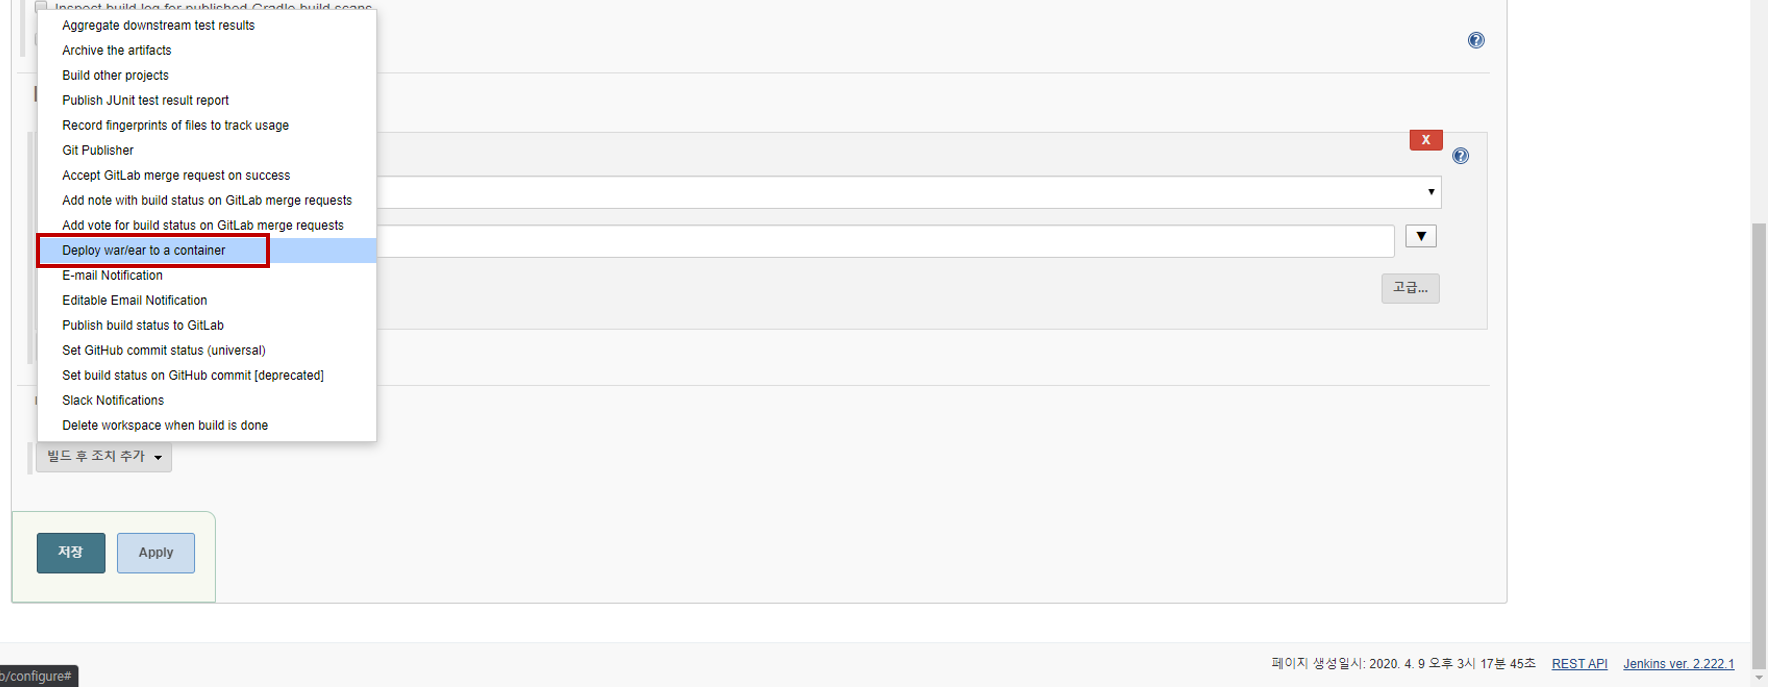 Inspect build log for published Gradle build scans
Aggregate downstream test results
Archive the artifacts
Build other projects
Publish JUnit test result report
Record fingerprints of files to track usage
Git Publisher
Accept GitLab merge request on success
Add note with build status on GitLab merge requests
Add vote for build status on GitLab merge requests
Deploy war/ear to a container
E-mail Notification
Editable Email Notification
Publish build status to GitLab
Set GitHub commit status (universal)
Set build status on GitHub commit [deprecated]
Slack Notifications
Delete workspace when build is done
X
고급...
빌드 후 조치 추가
저장
Apply
페이지 생성일시: 2020. 4. 9 오후 3시 17분 45초 REST API Jenkins ver. 2.222.1
b/configure#